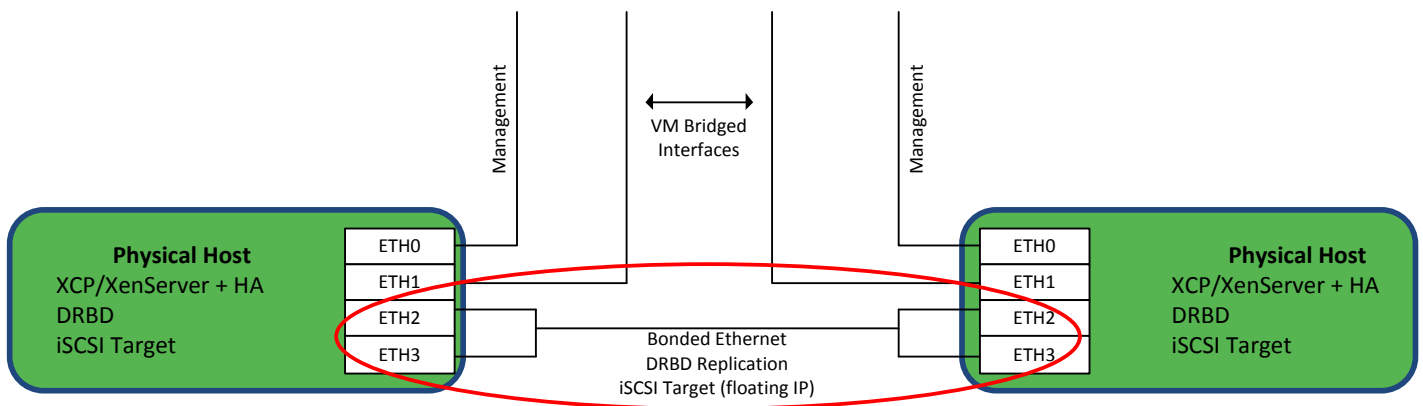 Management
VM Bridged
Interfaces
Management
Physical Host
XCP/XenServer + HA
DRBD
iSCSI Target
ETH0
ETH1
ETH2
ETH3
Bonded Ethernet
DRBD Replication
iSCSI Target (floating IP)
ETH0
ETH1
ETH2
ETH3
Physical Host
XCP/XenServer + HA
DRBD
iSCSI Target